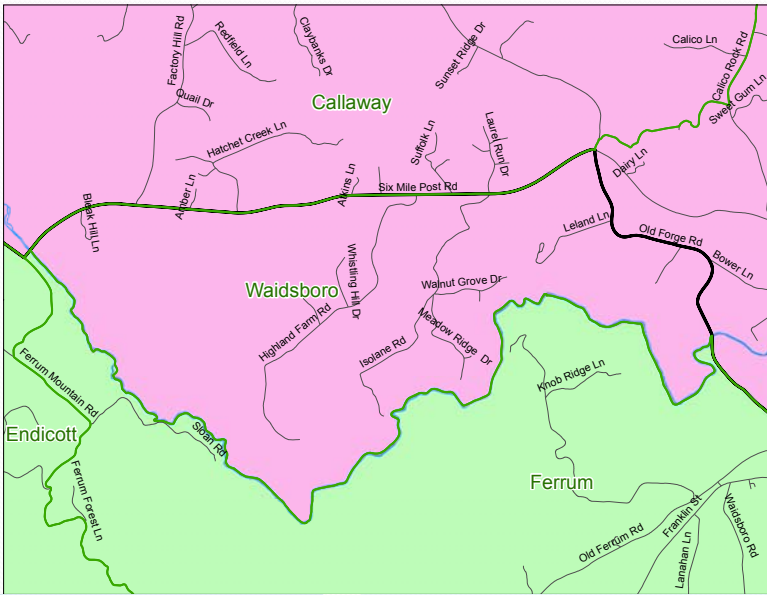 Factory Hill Rd
Redfield Ln
Claybanks Dr
Sunset Ridge Dr
Calico Ln
Calico Rock Rd
Sweet Gum Ln
Quail Dr
Callaway
Hatchet Creek Ln
Suffolk Ln
Laurel Run Dr
Dairy Ln
Amber Ln
Atkins Ln
Six Mile Post Rd
Bleak Hill Ln
Leland Ln
Old Forge Rd
Bower Ln
Whistling Hill Dr
Waidsboro
Walnut Grove Dr
Highland Farm Rd
Isolane Rd
Meadow Ridge Dr
Ferrum Mountain Rd
Knob Ridge Ln
Endicott
Sloan Rd
Ferrum
Ferrum Forest Ln
Old Ferrum Rd
Franklin St
Waidsboro Rd
Lanahan Ln